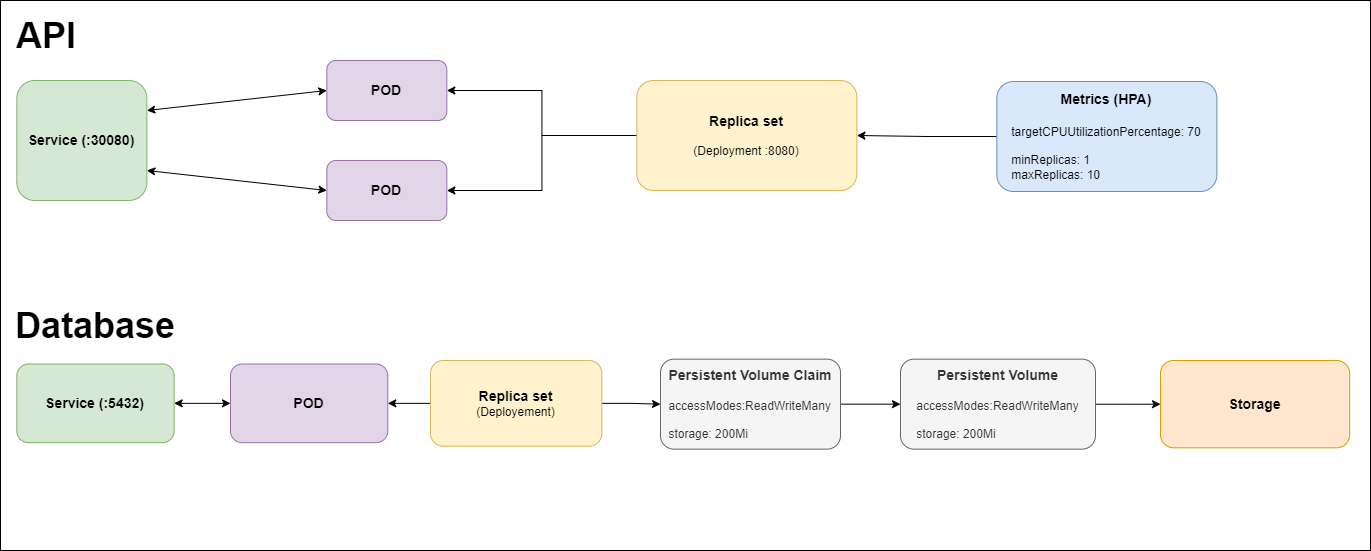 API
Service (:30080)
POD
POD
Replica set
(Deployment :8080)
Metrics (HPA)
targetCPUUtilizationPercentage: 70
minReplicas: 1
maxReplicas: 10
Database
Service (:5432)
POD
Replica set
(Deployement)
Persistent Volume Claim
accessModes:ReadWriteMany
storage: 200Mi
Persistent Volume
accessModes:ReadWriteMany
storage: 200Mi
Storage